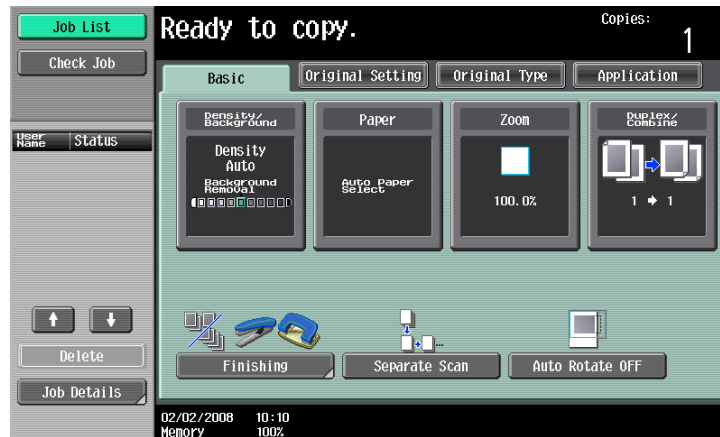 Job List
Check Job
User Name
Status
Delete
Job Details
Ready to copy.
Copies:
1
Basic
Original Setting
Original Type
Application
Density/
Background
Density
Auto
Background
Removal
Paper
Auto Paper
Select
Zoom
100.0%
Duplex/
Combine
1 → 1
Finishing
Separate Scan
Auto Rotate OFF
02/02/2008 10:10
Memory 100%